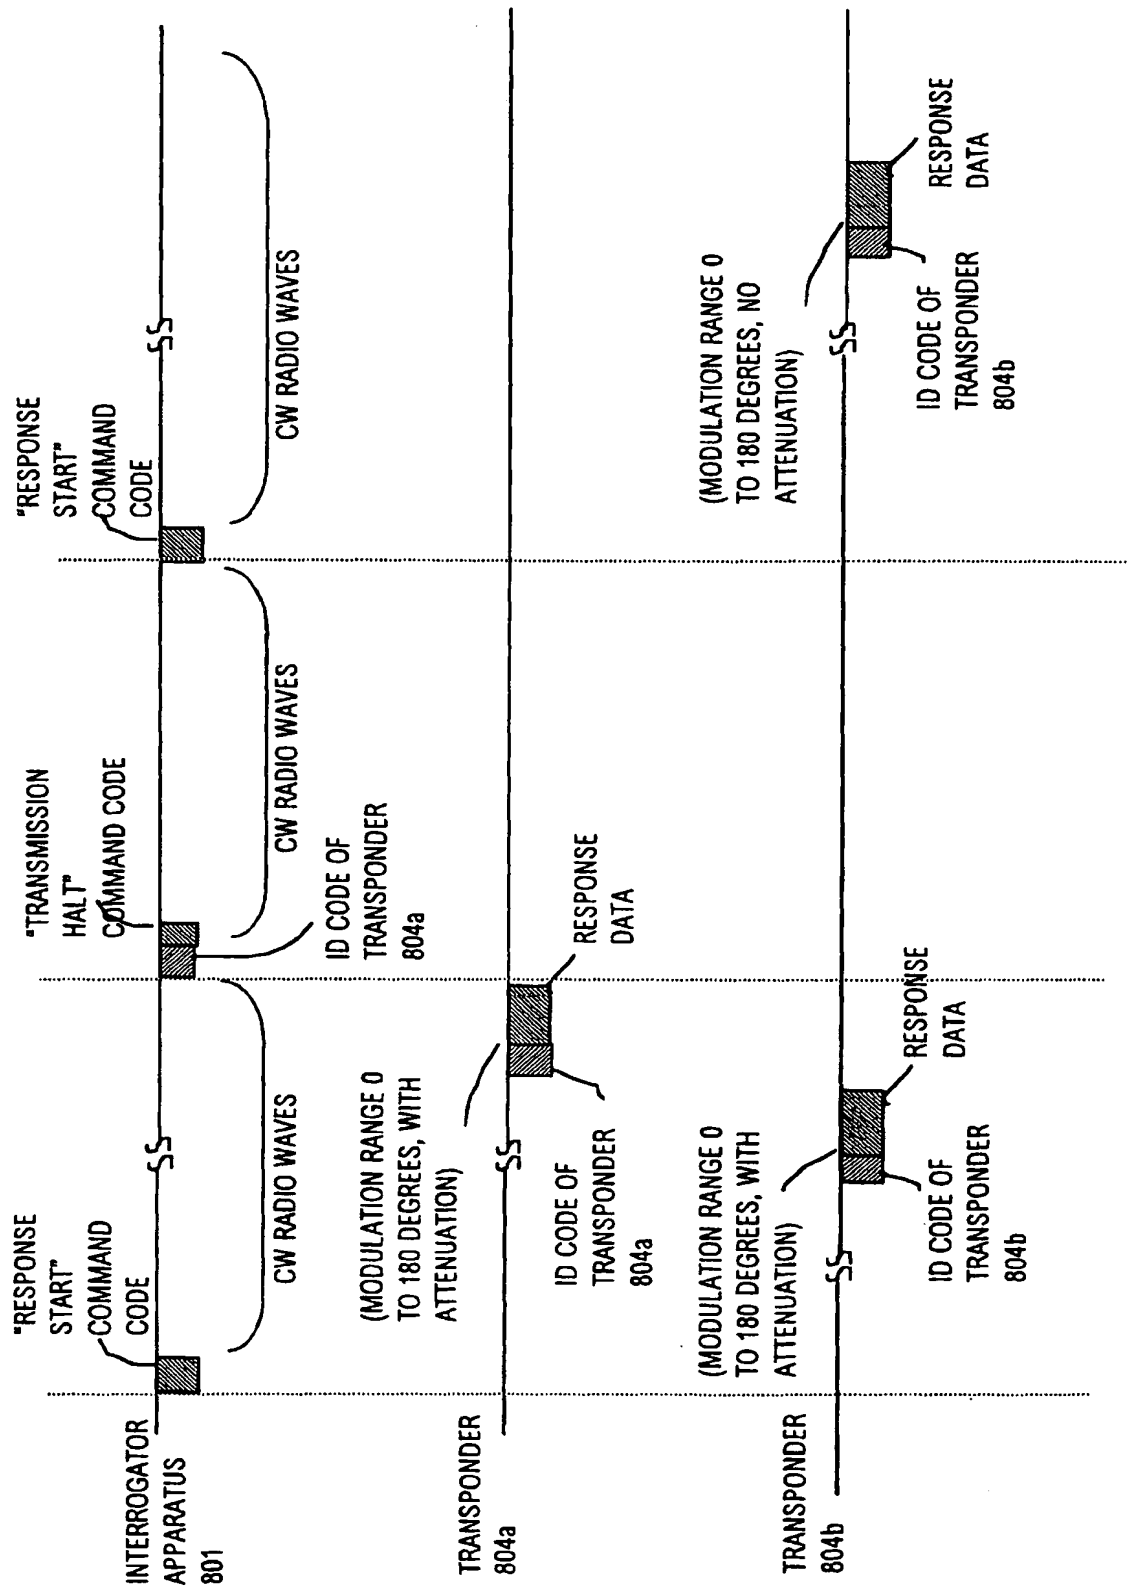 "RESPONSE
START"
COMMAND
CODE
"TRANSMISSION
HALT"
COMMAND CODE
"RESPONSE
START"
COMMAND
CODE
INTERROGATOR
APPARATUS
801
CW RADIO WAVES
CW RADIO WAVES
CW RADIO WAVES
ID CODE OF
TRANSPONDER
804a
(MODULATION RANGE 0
TO 180 DEGREES, WITH
ATTENUATION)
TRANSPONDER
804a
ID CODE OF
TRANSPONDER
804a
RESPONSE
DATA
(MODULATION RANGE 0
TO 180 DEGREES, WITH
ATTENUATION)
(MODULATION RANGE 0
TO 180 DEGREES, NO
ATTENUATION)
TRANSPONDER
804b
ID CODE OF
TRANSPONDER
804b
RESPONSE
DATA
ID CODE OF
TRANSPONDER
804b
RESPONSE
DATA